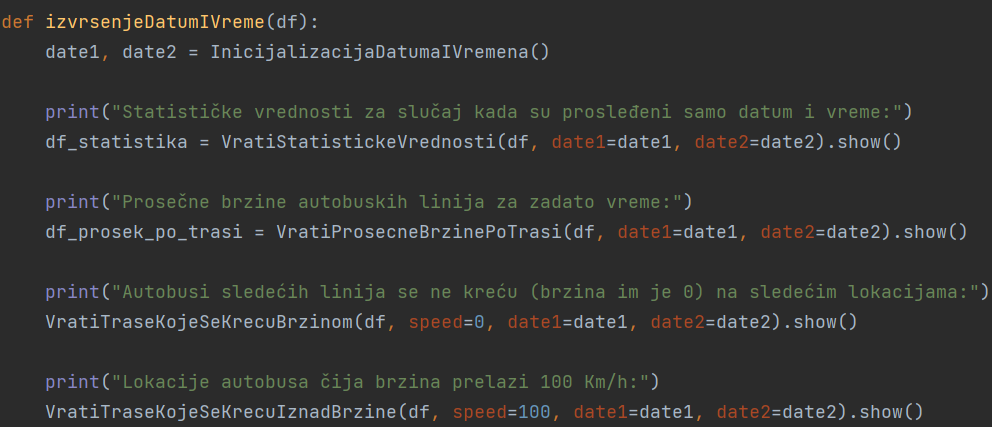 def izvrsenjeDatumIVreme(df):
    date1, date2 = InicijalizacijaDatumaIVremena()
    print("Statističke vrednosti za slučaj kada su prosleđeni samo datum i vreme:")
    df_statistika = VratiStatistickeVrednosti(df, date1=date1, date2=date2).show()
    print("Prosečne brzine autobuskih linija za zadato vreme:")
    df_prosek_po_trasi = VratiProsecneBrzinePoTrasi(df, date1=date1, date2=date2).show()
    print("Autobusi sledećih linija se ne kreću (brzina im je 0) na sledećim lokacijama:")
    VratiTraseKojeSeKrecuBrzinom(df, speed=0, date1=date1, date2=date2).show()
    print("Lokacije autobusa čija brzina prelazi 100 Km/h:")
    VratiTraseKojeSeKrecuIznadBrzine(df, speed=100, date1=date1, date2=date2).show()